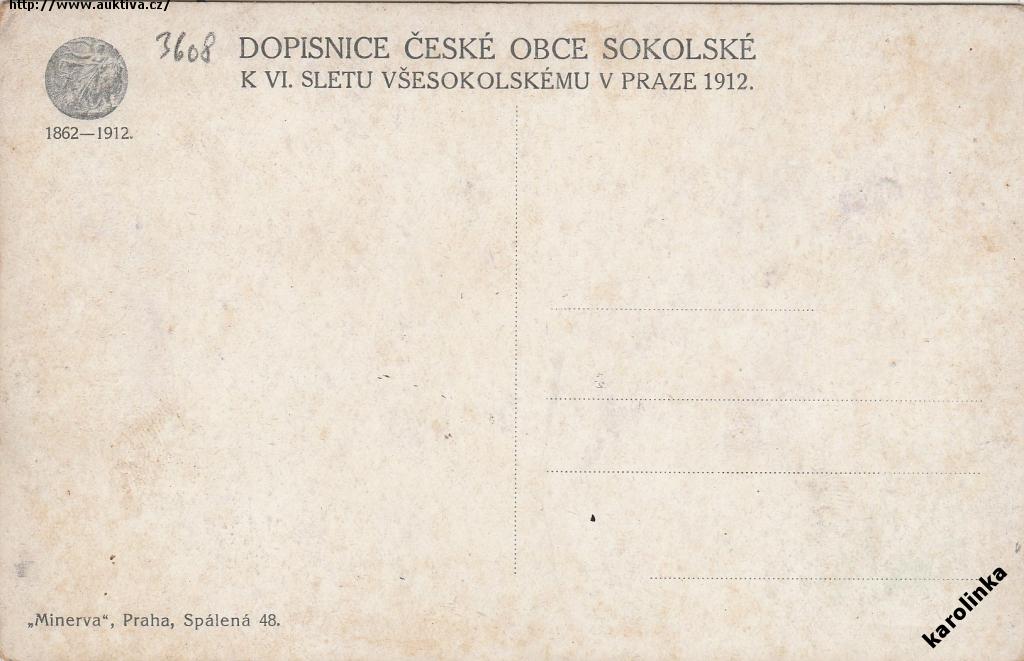 http://www.auktiva.cz/
3608
DOPISNICE ČESKÉ OBCE SOKOLSKÉ
K VI. SLETU VŠESOKOLSKÉMU V PRAZE 1912.
1862—1912.
„Minerva“, Praha, Spálená 48.
karolinka